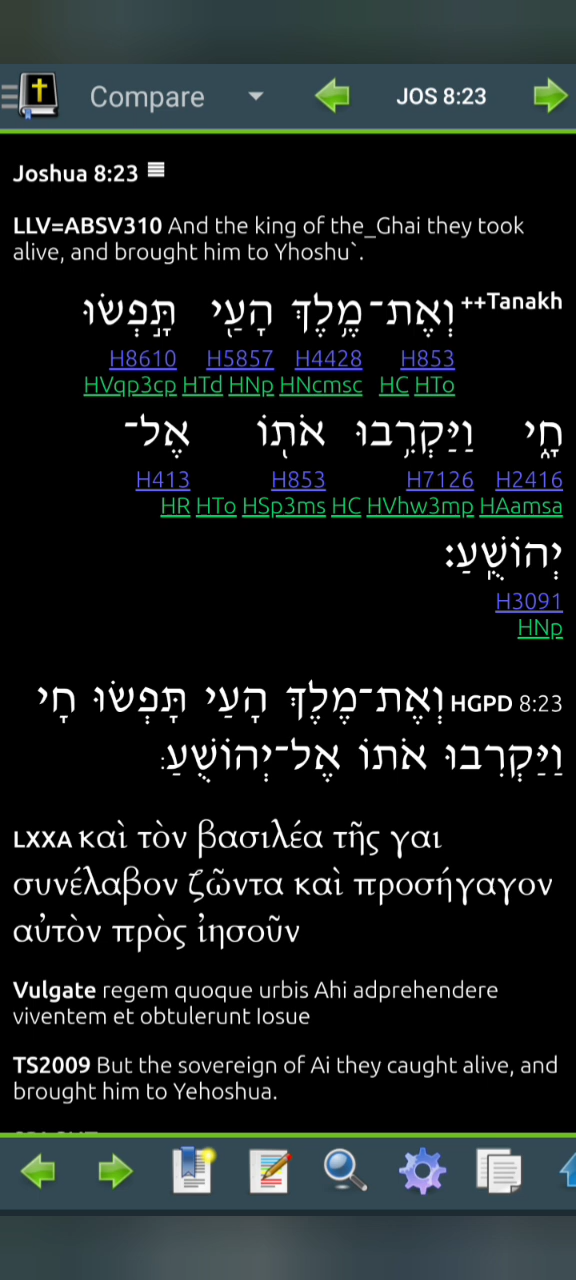 Compare JOS 8:23
Joshua 8:23
LLV=ABSV310 And the king of the_Ghai they took
alive, and brought him to Yhoshu`.
++Tanakh וְאֶת־ מֶ֥לֶךְ הָעַ֖י תָּ֣פְשׂוּ
H8610 H5857 H4428 H853
HVqp3cp HTd HNp HNcmsc HC HTo
חָ֑י וַיַּקְרִ֥בוּ אֹת֖וֹ אֶל־
H413 H853 H7126 H2416
HR HTo HSp3ms HC HVhw3mp HAamsa
יְהוֹשֻֽׁעַ׃
H3091
HNp
HGPD 8:23 וְאֶת־מֶלֶךְ הָעַי תָּפְשׂוּ חָי
וַיַּקְרִבוּ אֹתוֹ אֶל־יְהוֹשֻׁעַ׃
LXXA καὶ τὸν βασιλέα τῆς γαι
συνέλαβον ζῶντα καὶ προσήγαγον
αὐτὸν πρὸς ἰησοῦν
Vulgate regem quoque urbis Ahi adprehendere
viventem et obtulerunt Iosue
TS2009 But the sovereign of Ai they caught alive, and
brought him to Yehoshua.